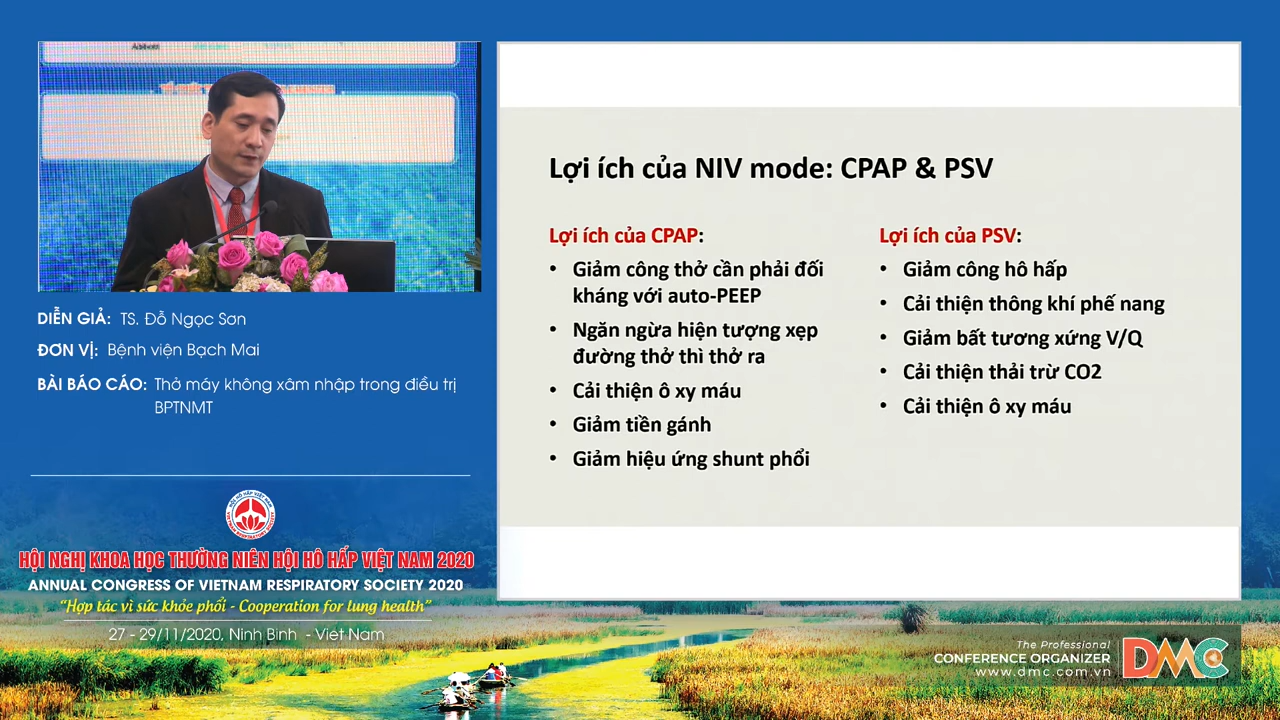 DIỄN GIẢ: TS. Đỗ Ngọc Sơn
ĐƠN VỊ: Bệnh viện Bạch Mai
BÀI BÁO CÁO: Thở máy không xâm nhập trong điều trị
BPTNMT
HỘI NGHỊ KHOA HỌC THƯỜNG NIÊN HỘI HÔ HẤP VIỆT NAM 2020
ANNUAL CONGRESS OF VIETNAM RESPIRATORY SOCIETY 2020
“Hợp tác vì sức khỏe phổi - Cooperation for lung health”
27 - 29/11/2020, Ninh Bình - Việt Nam
Lợi ích của NIV mode: CPAP & PSV
Lợi ích của CPAP:
• Giảm công thở cần phải đối
kháng với auto-PEEP
• Ngăn ngừa hiện tượng xẹp
đường thở thì thở ra
• Cải thiện ô xy máu
• Giảm tiền gánh
• Giảm hiệu ứng shunt phổi
Lợi ích của PSV:
• Giảm công hô hấp
• Cải thiện thông khí phế nang
• Giảm bất tương xứng V/Q
• Cải thiện thải trừ CO2
• Cải thiện ô xy máu
The Professional
CONFERENCE ORGANIZER
www.dmc.com.vn
DMC